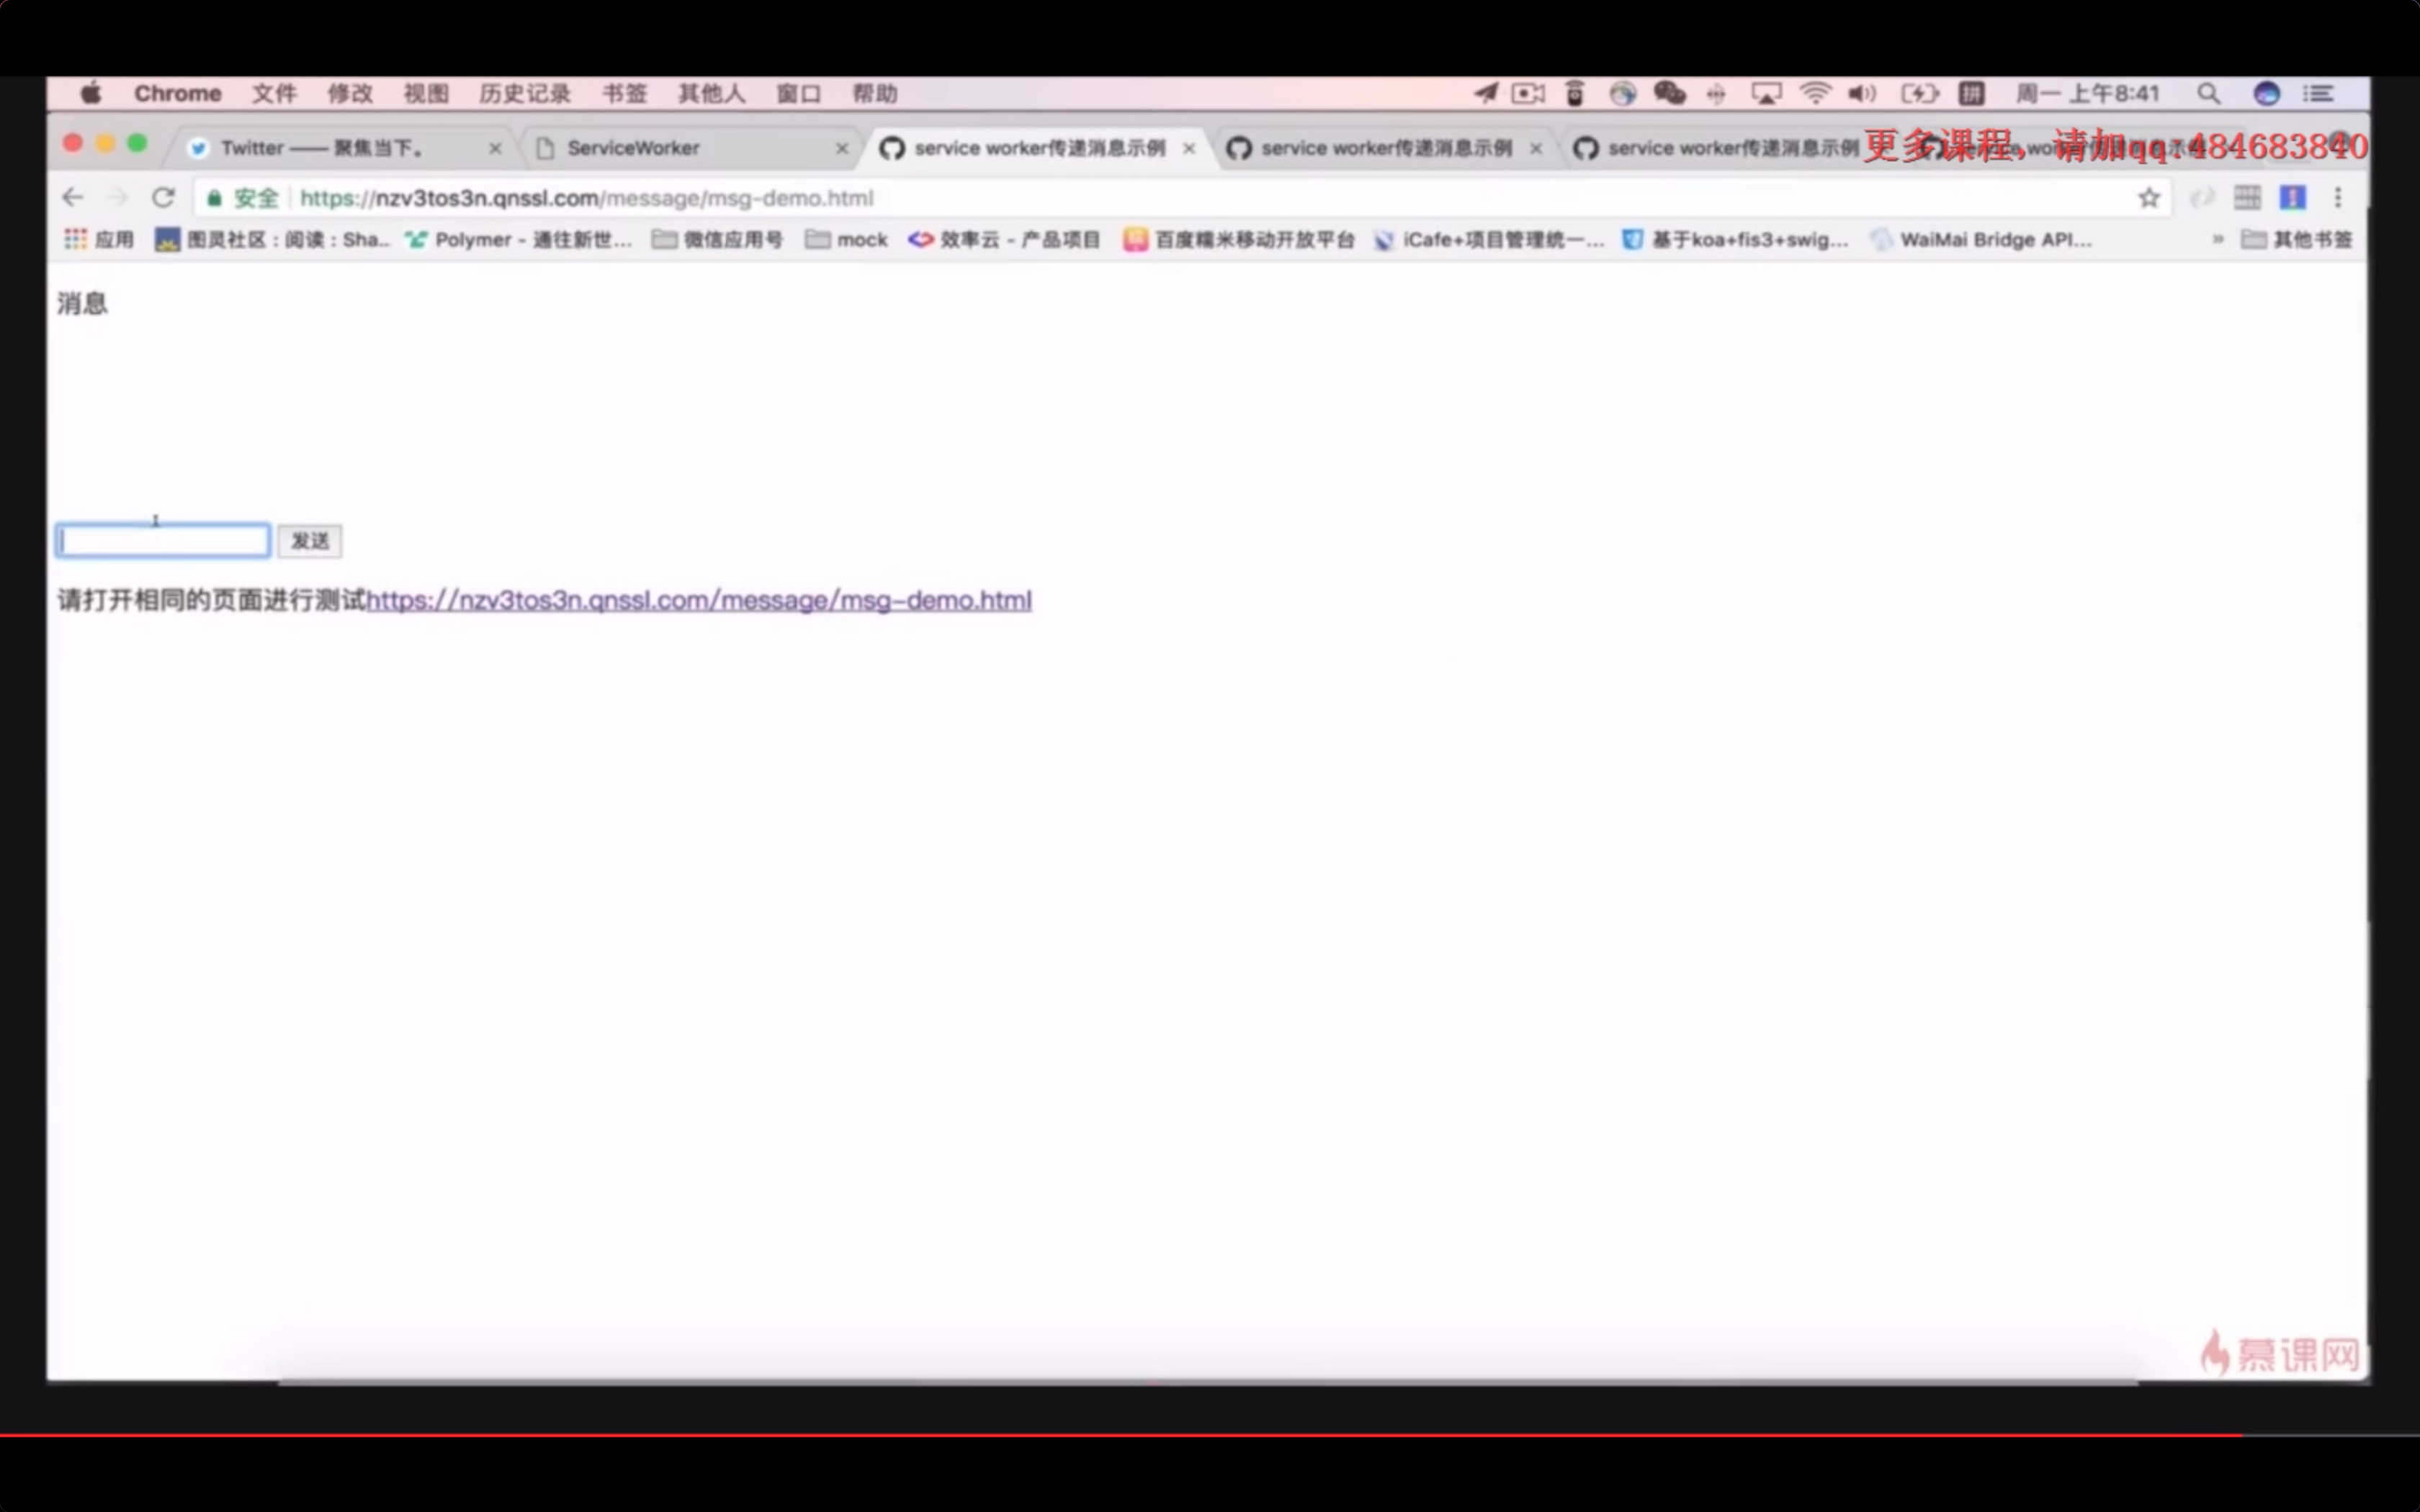 Chrome 文件 修改 视图 历史记录 书签 其他人 窗口 帮助 拼 周一 上午8:41
Twitter —— 聚焦当下。 ServiceWorker service worker传递消息示例 service worker传递消息示例 service worker传递消息示例
更多课程，请加qq:484683840
安全 https://nzv3tos3n.qnssl.com/message/msg-demo.html
应用 图灵社区 : 阅读 : Sha... Polymer - 通往新世... 微信应用号 mock 效率云 - 产品项目 百度糯米移动开放平台 iCafe+项目管理统一... 基于koa+fis3+swig... WaiMai Bridge API... » 其他书签
消息
发送
请打开相同的页面进行测试https://nzv3tos3n.qnssl.com/message/msg-demo.html
慕课网